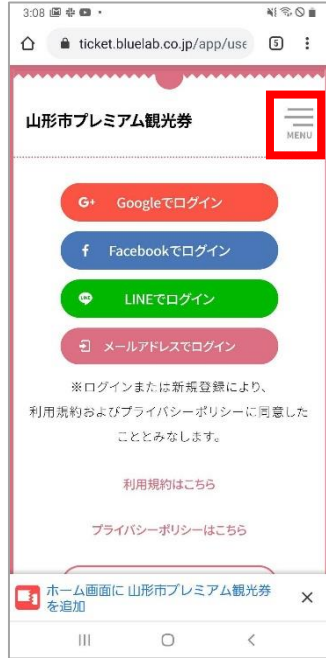 3:08
ticket.bluelab.co.jp/app/use
5
山形市プレミアム観光券
MENU
G+ Googleでログイン
f Facebookでログイン
LINE LINEでログイン
メールアドレスでログイン
※ログインまたは新規登録により、
利用規約およびプライバシーポリシーに同意した
こととみなします。
利用規約はこちら
プライバシーポリシーはこちら
ホーム画面に 山形市プレミアム観光券
を追加